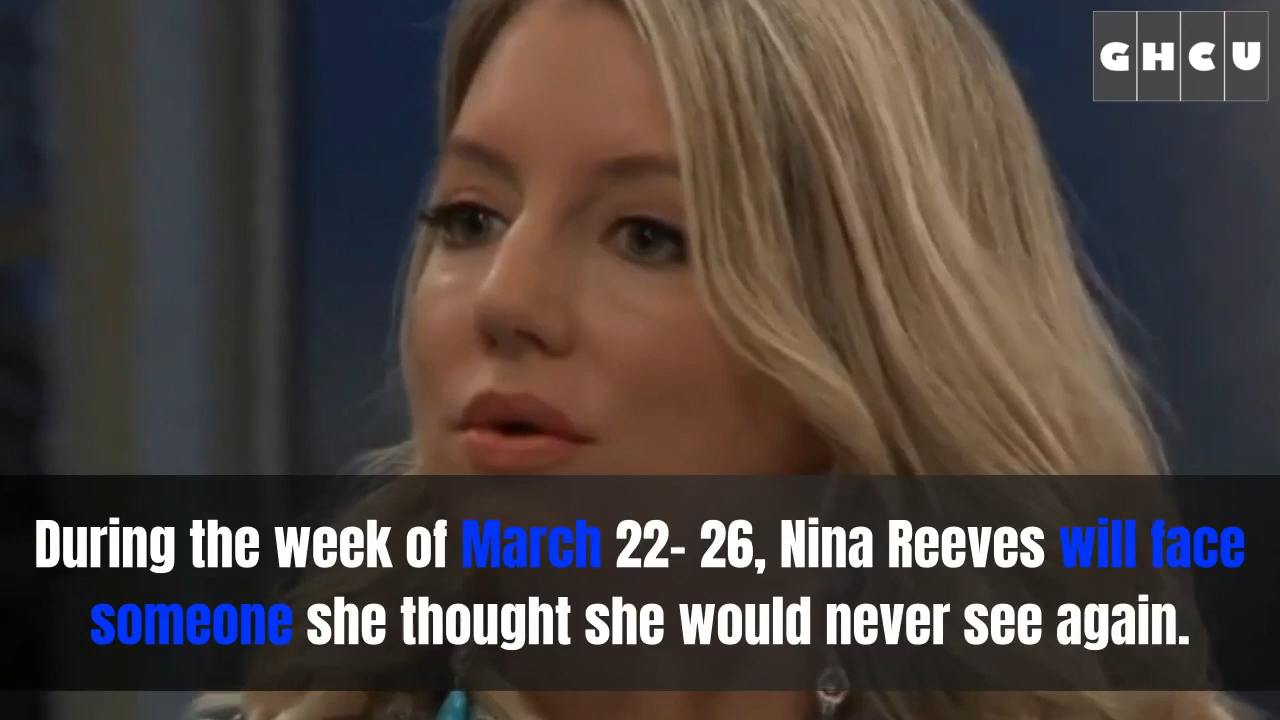 GHCU
During the week of March 22- 26, Nina Reeves will face
someone she thought she would never see again.